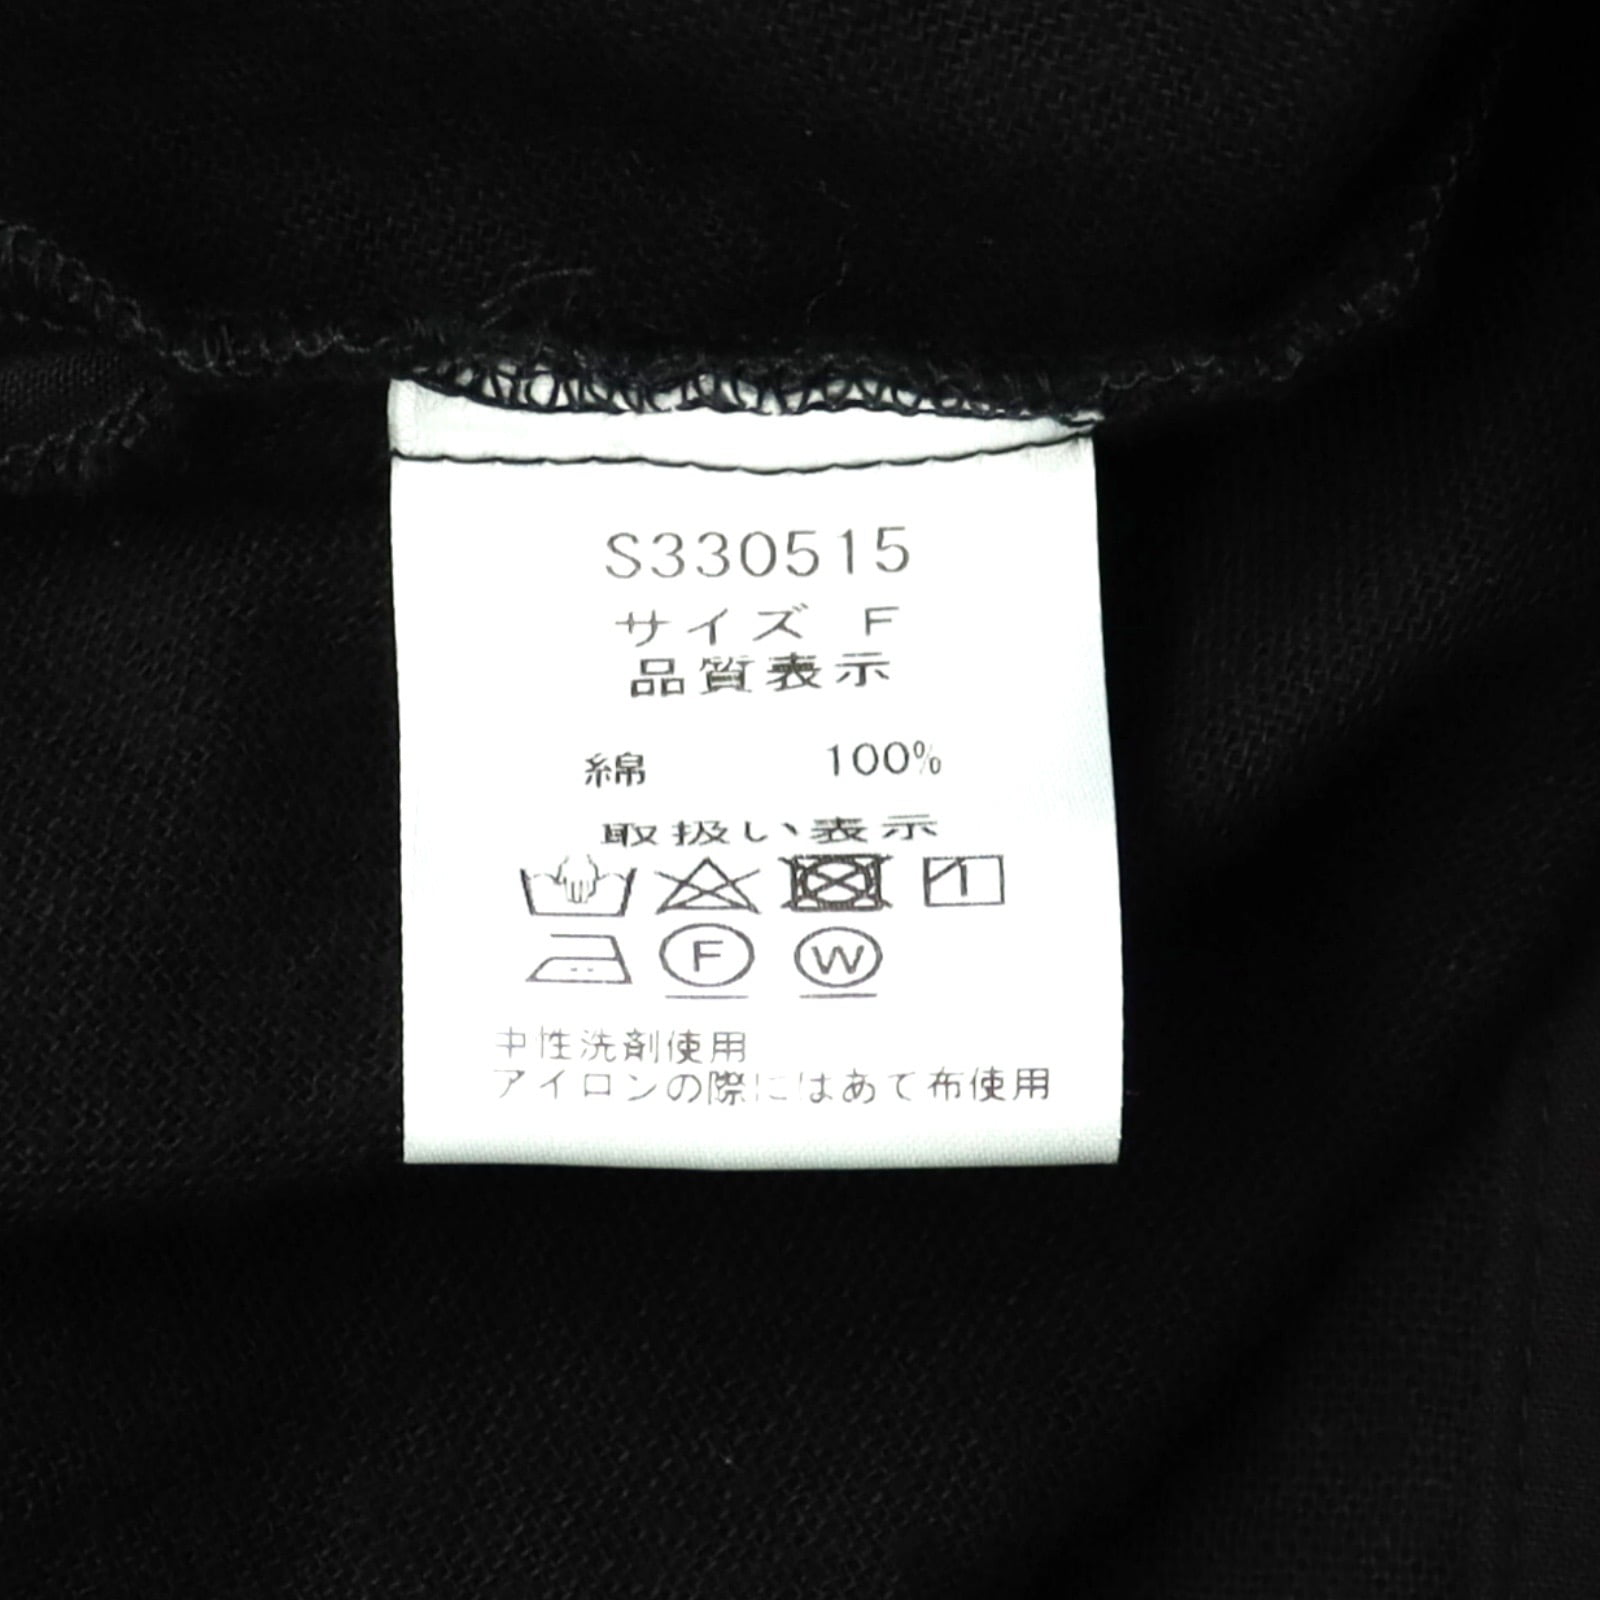 S330515
サイズ F
品質表示
綿 100%
取扱い表示
F W
中性洗剤使用
アイロンの際にはあて布使用